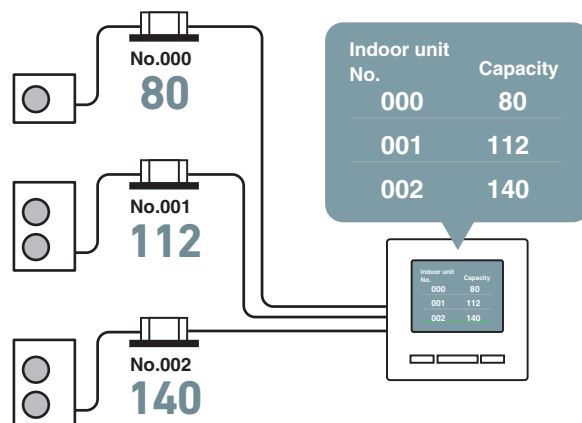 No.000
80
No.001
112
No.002
140
Indoor unit
No. Capacity
000 80
001 112
002 140
Indoor unit
No. Capacity
000 80
001 112
002 140